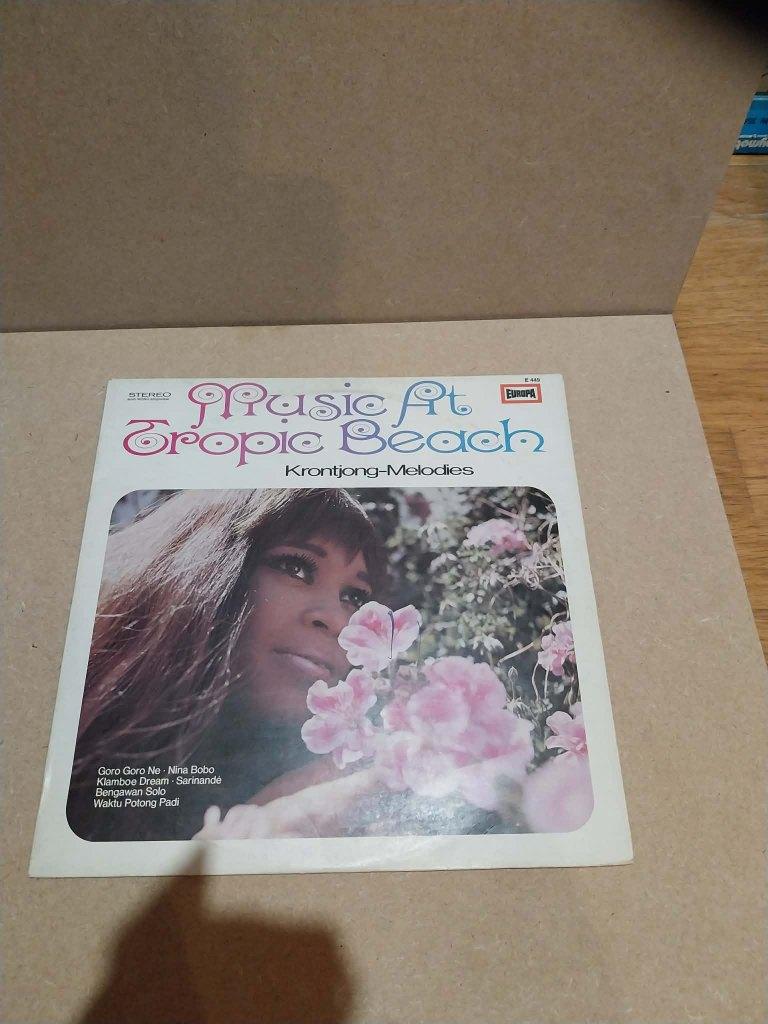 E 449
STEREO
EUROPA
Music At
Tropic Beach
Krontjong-Melodies
Goro Goro Ne · Nina Bobo
Klamboe Dream · Sarinandé
Bengawan Solo
Waktu Potong Padi